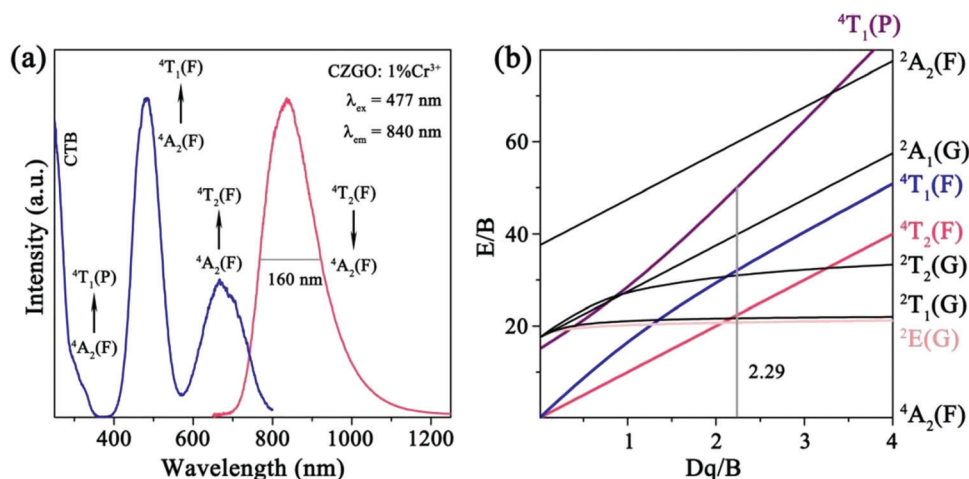 (a)
CTB
⁴T₁(F)
⁴A₂(F)
CZGO: 1%Cr³⁺
λₑₓ = 477 nm
λₑₘ = 840 nm
⁴T₂(F)
⁴A₂(F)
⁴T₂(F)
⁴A₂(F)
160 nm
⁴T₁(P)
⁴A₂(F)
Intensity (a.u.)
400
600
800
1000
1200
Wavelength (nm)
(b)
⁴T₁(P)
²A₂(F)
²A₁(G)
⁴T₁(F)
⁴T₂(F)
²T₂(G)
²T₁(G)
²E(G)
⁴A₂(F)
2.29
E/B
60
40
20
0
1
2
3
4
Dq/B